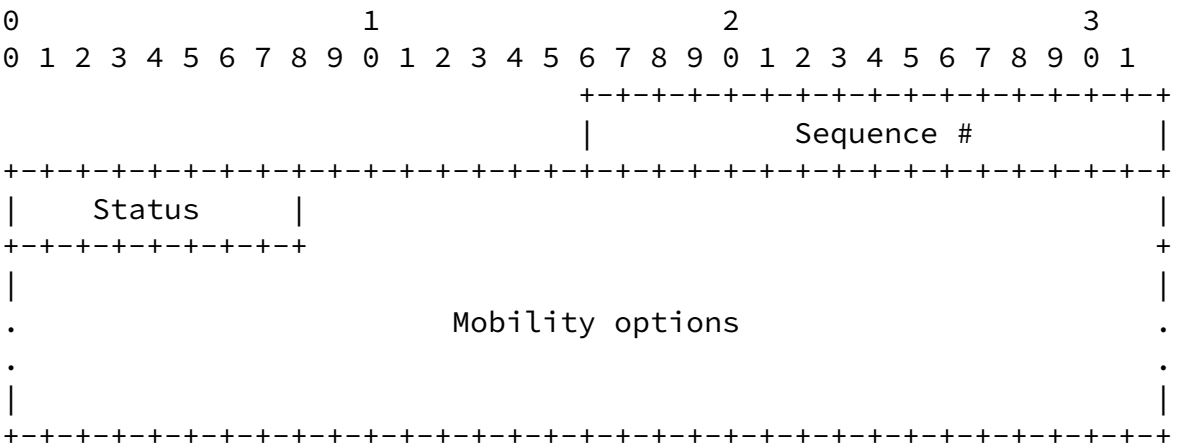 0                   1                   2                   3
0 1 2 3 4 5 6 7 8 9 0 1 2 3 4 5 6 7 8 9 0 1 2 3 4 5 6 7 8 9 0 1
                                +-+-+-+-+-+-+-+-+-+-+-+-+-+-+-+-+
                                |           Sequence #          |
+-+-+-+-+-+-+-+-+-+-+-+-+-+-+-+-+-+-+-+-+-+-+-+-+-+-+-+-+-+-+-+-+
|    Status     |                                               |
+-+-+-+-+-+-+-+-+                                               +
|                                                               |
.                        Mobility options                       .
.                                                               .
|                                                               |
+-+-+-+-+-+-+-+-+-+-+-+-+-+-+-+-+-+-+-+-+-+-+-+-+-+-+-+-+-+-+-+-+